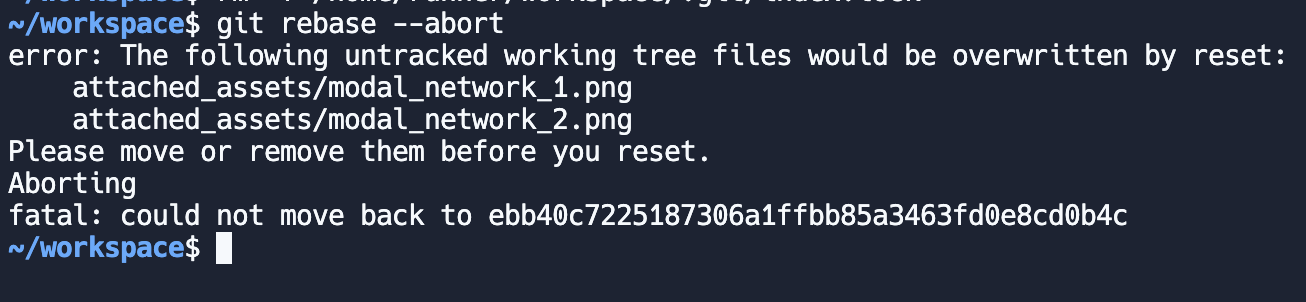 ~/workspace$ git rebase --abort
error: The following untracked working tree files would be overwritten by reset:
    attached_assets/modal_network_1.png
    attached_assets/modal_network_2.png
Please move or remove them before you reset.
Aborting
fatal: could not move back to ebb40c7225187306a1ffbb85a3463fd0e8cd0b4c
~/workspace$